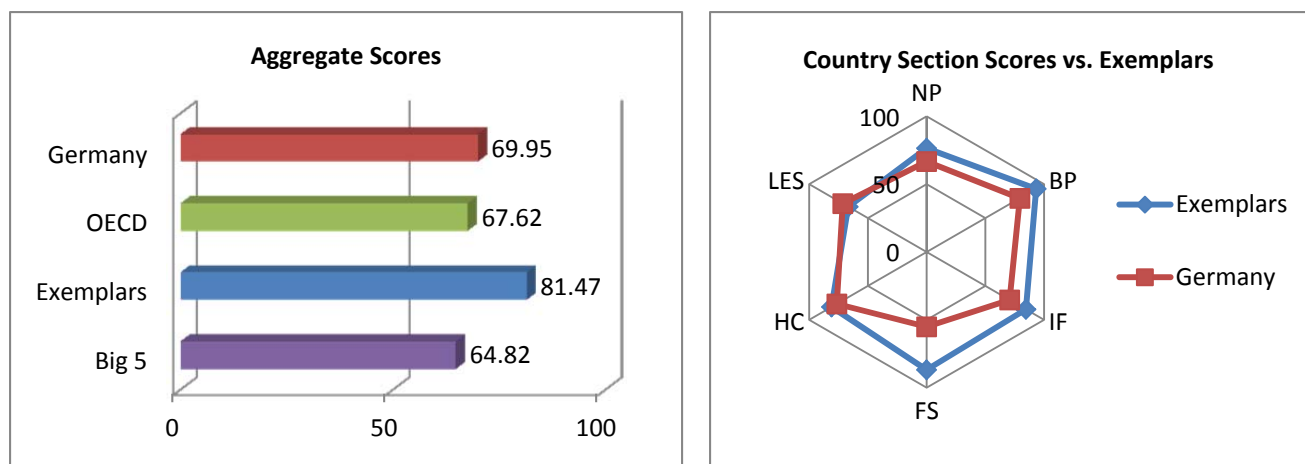 Aggregate Scores
Germany
69.95
OECD
67.62
Exemplars
81.47
Big 5
64.82
0
50
100
Country Section Scores vs. Exemplars
NP
100
LES
50
BP
0
HC
IF
FS
Exemplars
Germany